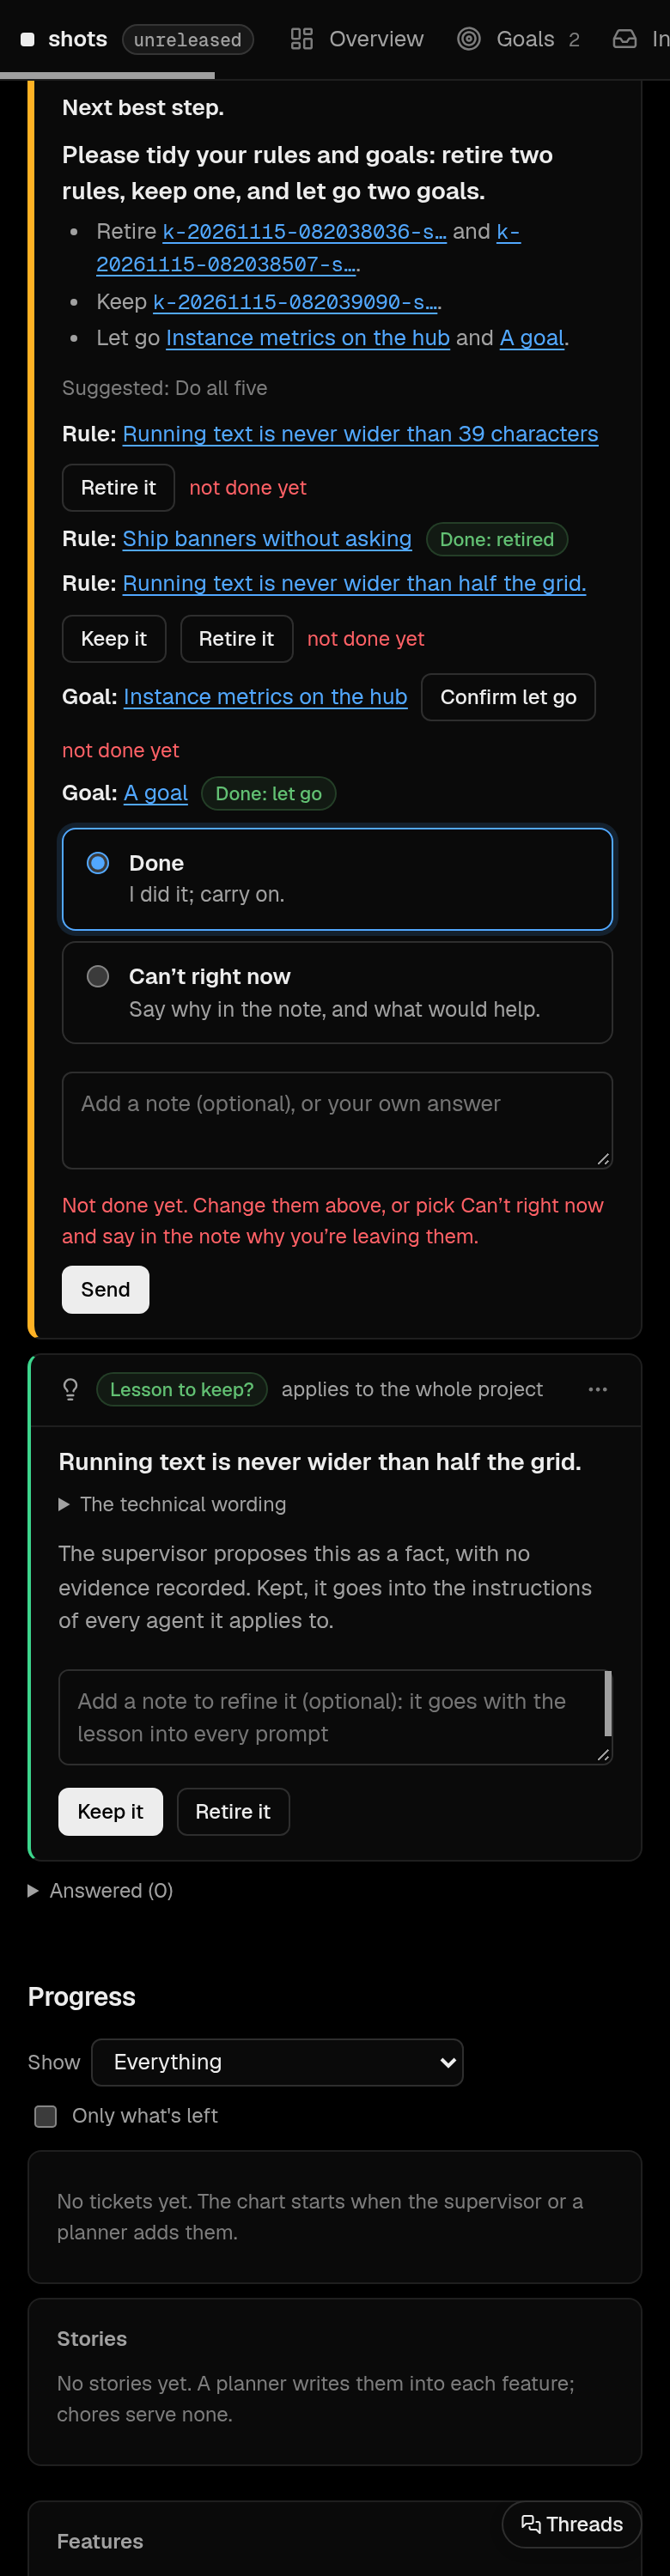 shots unreleased Overview Goals 2 In
Next best step.
Please tidy your rules and goals: retire two
rules, keep one, and let go two goals.
• Retire k-20261115-082038036-s… and k-
20261115-082038507-s….
• Keep k-20261115-082039090-s….
• Let go Instance metrics on the hub and A goal.
Suggested: Do all five
Rule: Running text is never wider than 39 characters
Retire it not done yet
Rule: Ship banners without asking Done: retired
Rule: Running text is never wider than half the grid.
Keep it Retire it not done yet
Goal: Instance metrics on the hub Confirm let go
not done yet
Goal: A goal Done: let go
Done
I did it; carry on.
Can’t right now
Say why in the note, and what would help.
Add a note (optional), or your own answer
Not done yet. Change them above, or pick Can’t right now
and say in the note why you’re leaving them.
Send
Lesson to keep? applies to the whole project
Running text is never wider than half the grid.
The technical wording
The supervisor proposes this as a fact, with no
evidence recorded. Kept, it goes into the instructions
of every agent it applies to.
Add a note to refine it (optional): it goes with the
lesson into every prompt
Keep it Retire it
Answered (0)
Progress
Show Everything
Only what's left
No tickets yet. The chart starts when the supervisor or a
planner adds them.
Stories
No stories yet. A planner writes them into each feature;
chores serve none.
Features
Threads